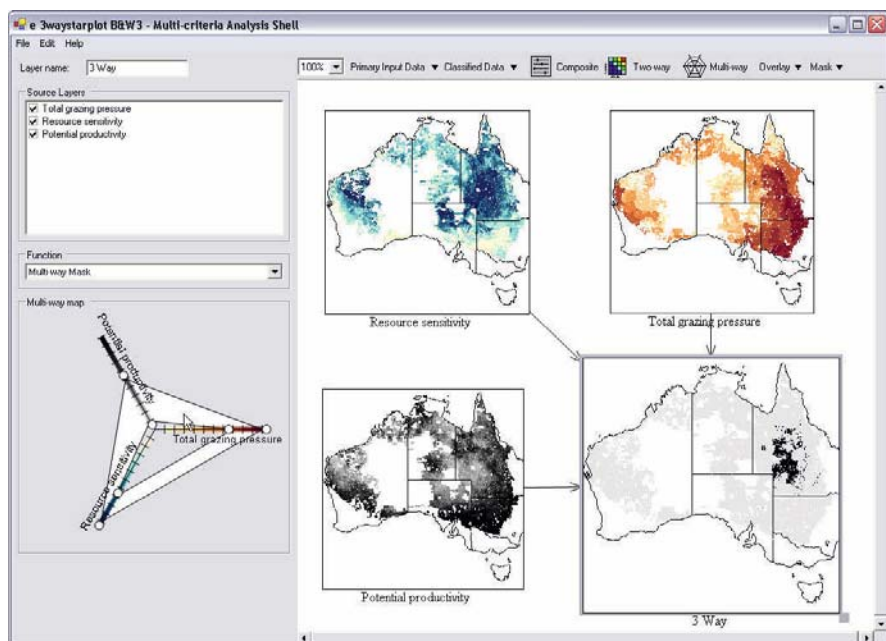 e 3waystarplot B&W3 - Multi-criteria Analysis Shell
File Edit Help
Layer name: 3 Way
100% Primary Input Data Classified Data Composite Two-way Multi-way Overlay Mask
Source Layers
Total grazing pressure
Resource sensitivity
Potential productivity
Function
Multi way Mask
Multi-way map
Potential productivity
Total grazing pressure
Resource sensitivity
Resource sensitivity
Total grazing pressure
Potential productivity
3 Way